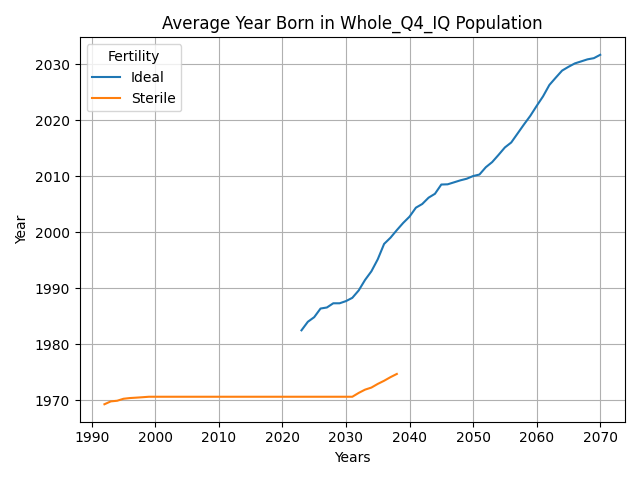 Average Year Born in Whole_Q4_IQ Population
Fertility
Ideal
Sterile
Year
2030
2020
2010
2000
1990
1980
1970
1990 2000 2010 2020 2030 2040 2050 2060 2070
Years